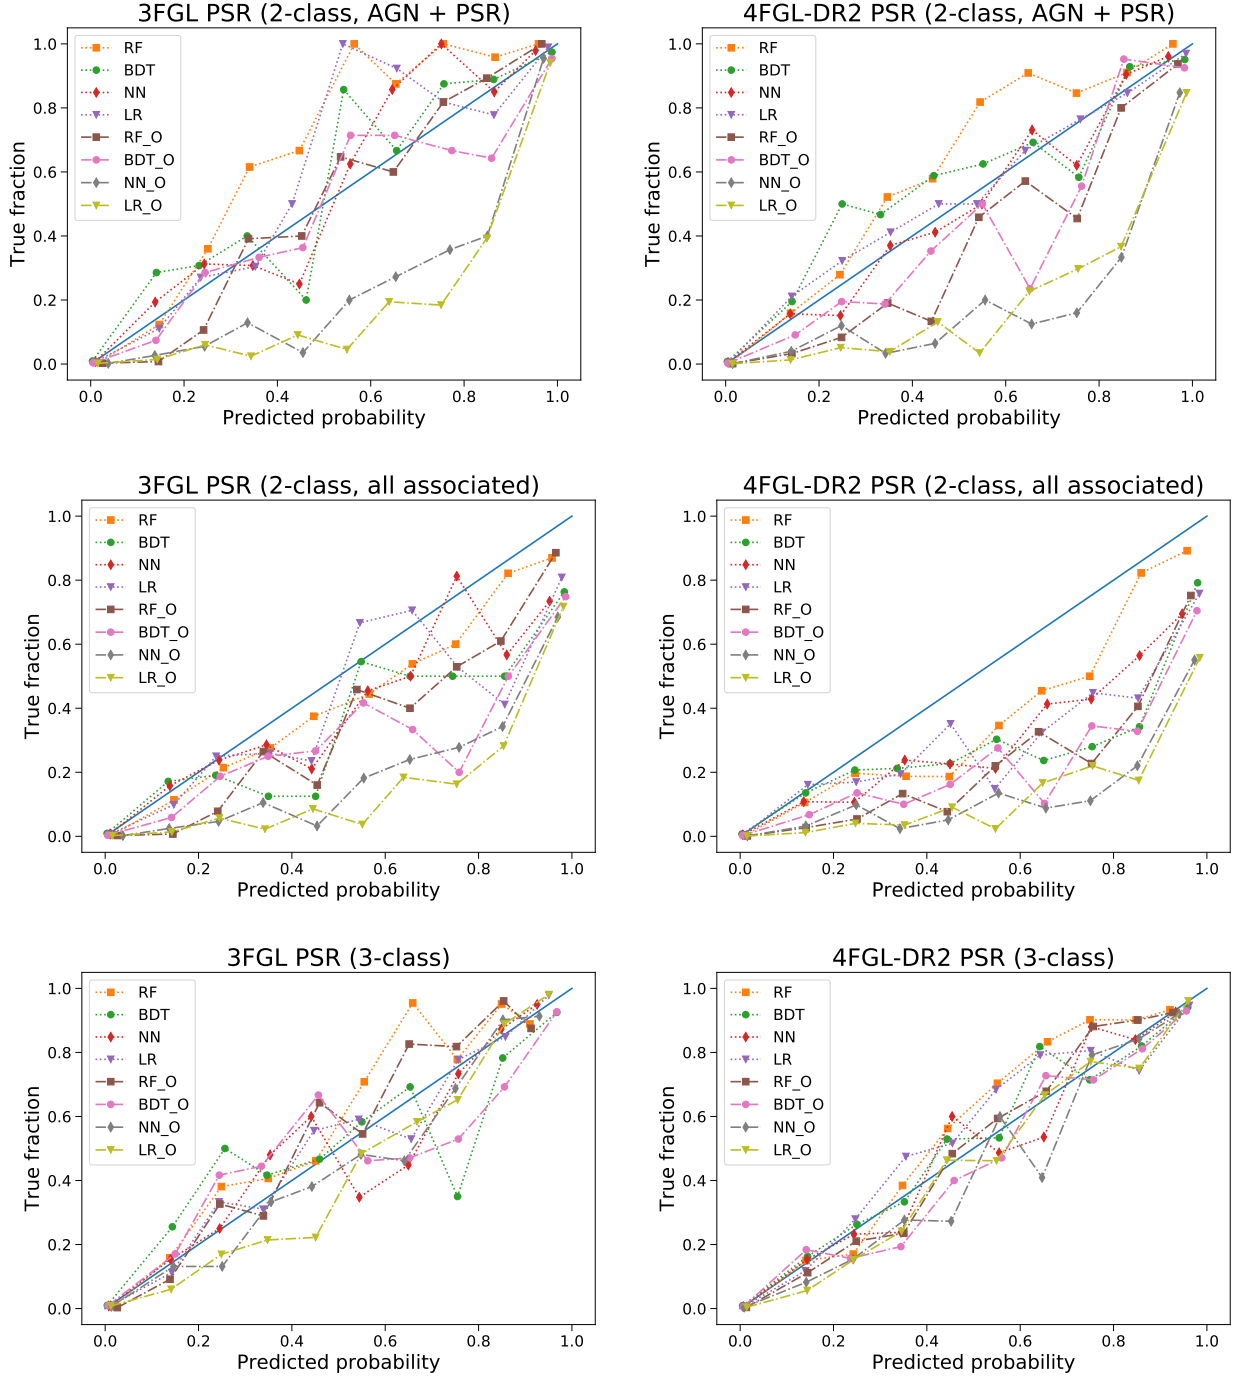 3FGL PSR (2-class, AGN + PSR)
1.0
0.8
0.6
0.4
0.2
0.0
True fraction
RF
BDT
NN
LR
RF_O
BDT_O
NN_O
LR_O
0.0 0.2 0.4 0.6 0.8 1.0
Predicted probability
4FGL-DR2 PSR (2-class, AGN + PSR)
1.0
0.8
0.6
0.4
0.2
0.0
True fraction
RF
BDT
NN
LR
RF_O
BDT_O
NN_O
LR_O
0.0 0.2 0.4 0.6 0.8 1.0
Predicted probability
3FGL PSR (2-class, all associated)
1.0
0.8
0.6
0.4
0.2
0.0
True fraction
RF
BDT
NN
LR
RF_O
BDT_O
NN_O
LR_O
0.0 0.2 0.4 0.6 0.8 1.0
Predicted probability
4FGL-DR2 PSR (2-class, all associated)
1.0
0.8
0.6
0.4
0.2
0.0
True fraction
RF
BDT
NN
LR
RF_O
BDT_O
NN_O
LR_O
0.0 0.2 0.4 0.6 0.8 1.0
Predicted probability
3FGL PSR (3-class)
1.0
0.8
0.6
0.4
0.2
0.0
True fraction
RF
BDT
NN
LR
RF_O
BDT_O
NN_O
LR_O
0.0 0.2 0.4 0.6 0.8 1.0
Predicted probability
4FGL-DR2 PSR (3-class)
1.0
0.8
0.6
0.4
0.2
0.0
True fraction
RF
BDT
NN
LR
RF_O
BDT_O
NN_O
LR_O
0.0 0.2 0.4 0.6 0.8 1.0
Predicted probability